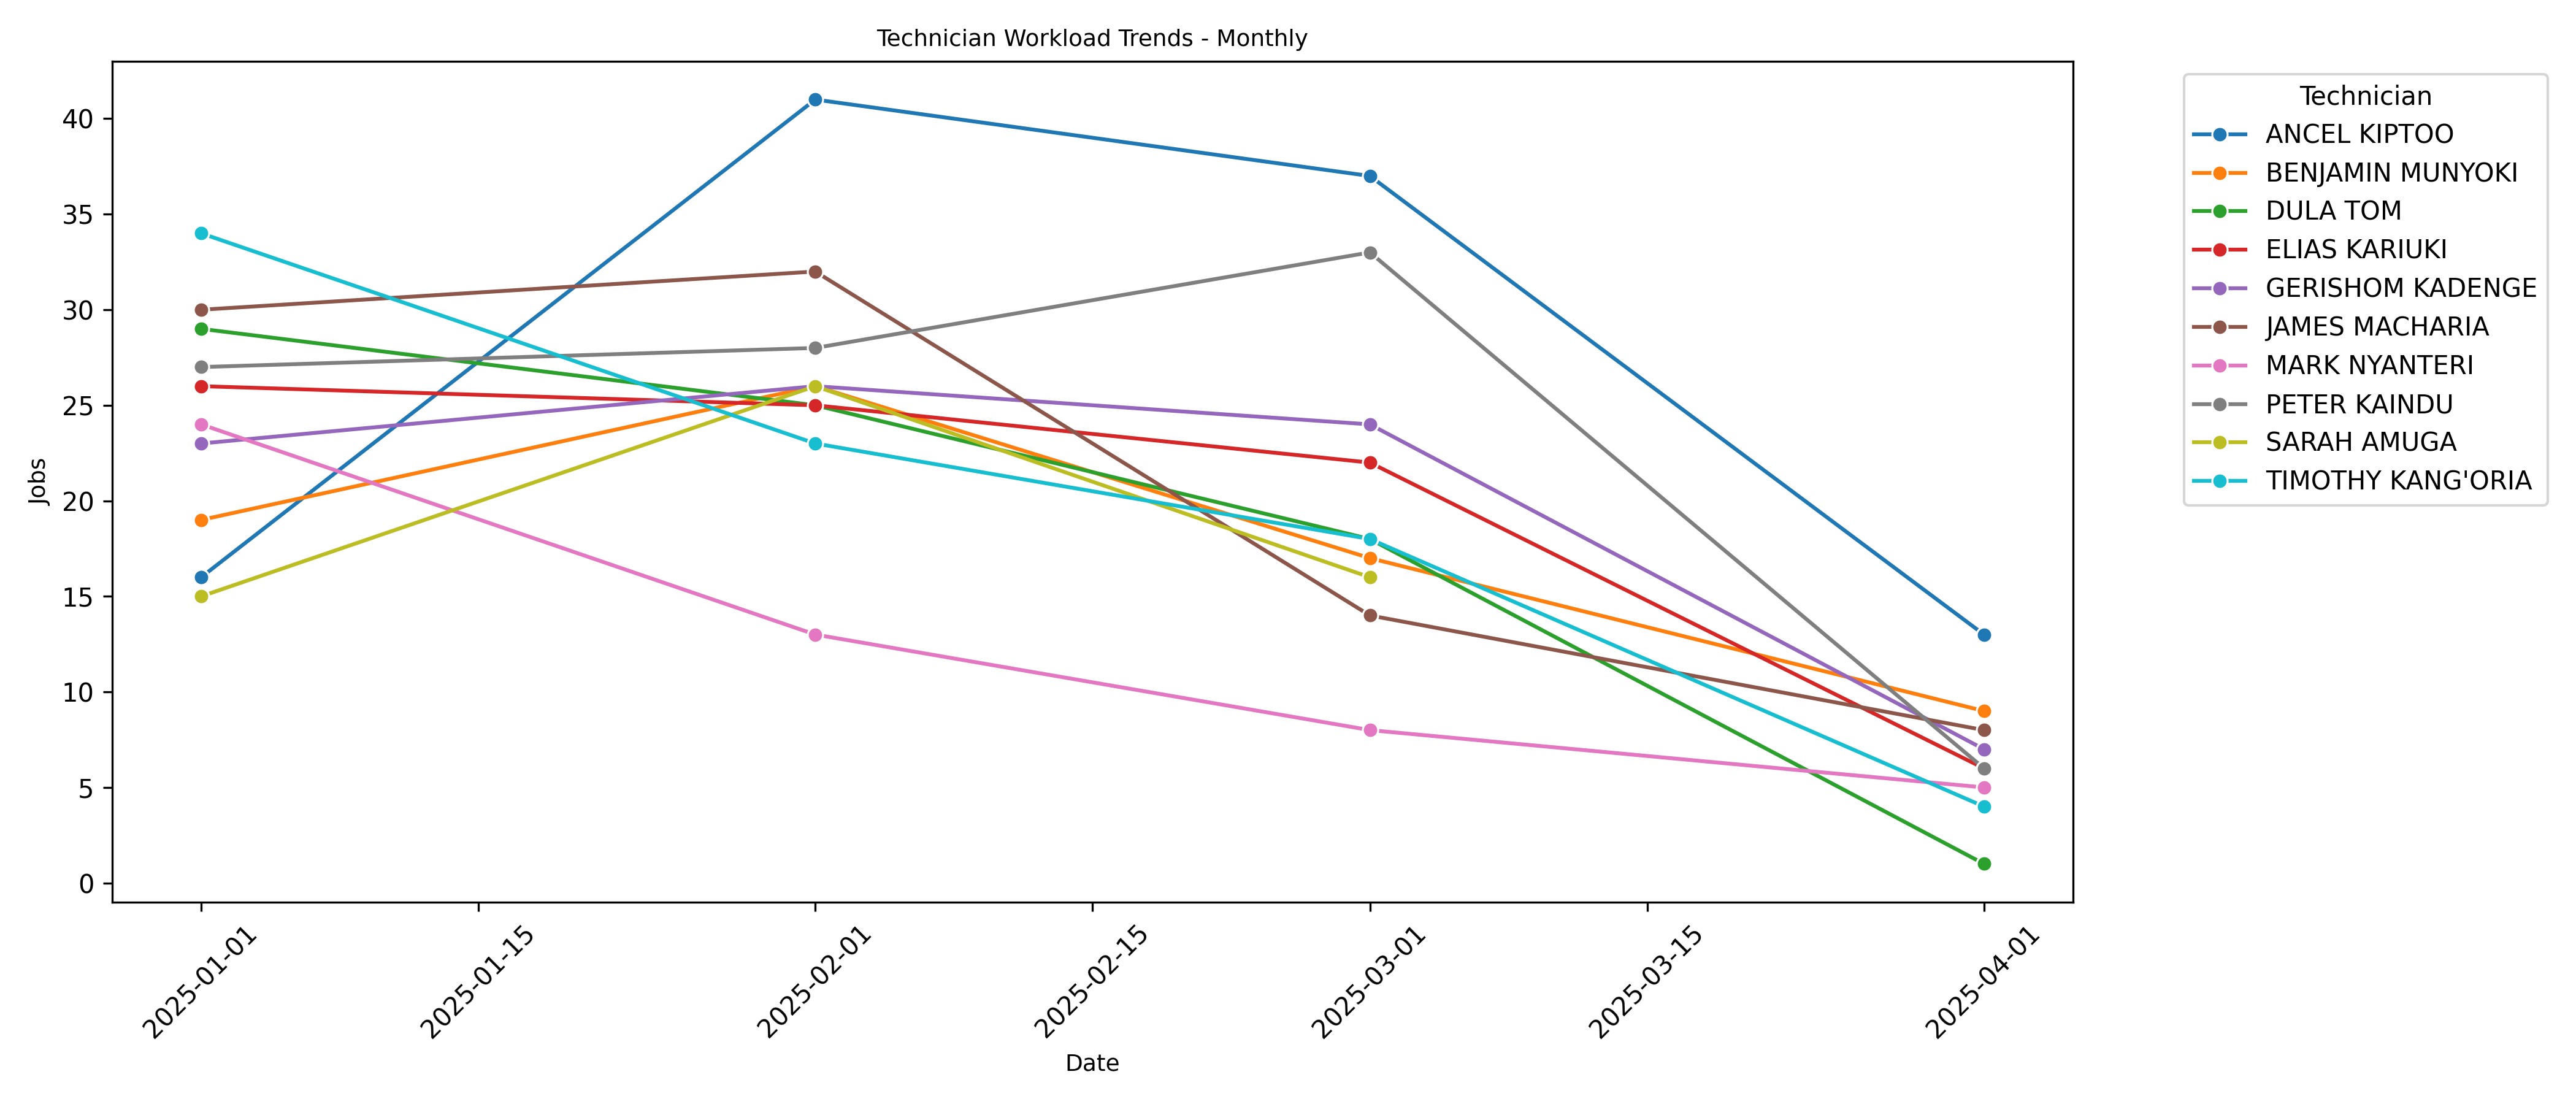 Technician Workload Trends - Monthly
Jobs
40
35
30
25
20
15
10
5
0
2025-01-01
2025-01-15
2025-02-01
2025-02-15
2025-03-01
2025-03-15
2025-04-01
Date
Technician
ANCEL KIPTOO
BENJAMIN MUNYOKI
DULA TOM
ELIAS KARIUKI
GERISHOM KADENGE
JAMES MACHARIA
MARK NYANTERI
PETER KAINDU
SARAH AMUGA
TIMOTHY KANG'ORIA